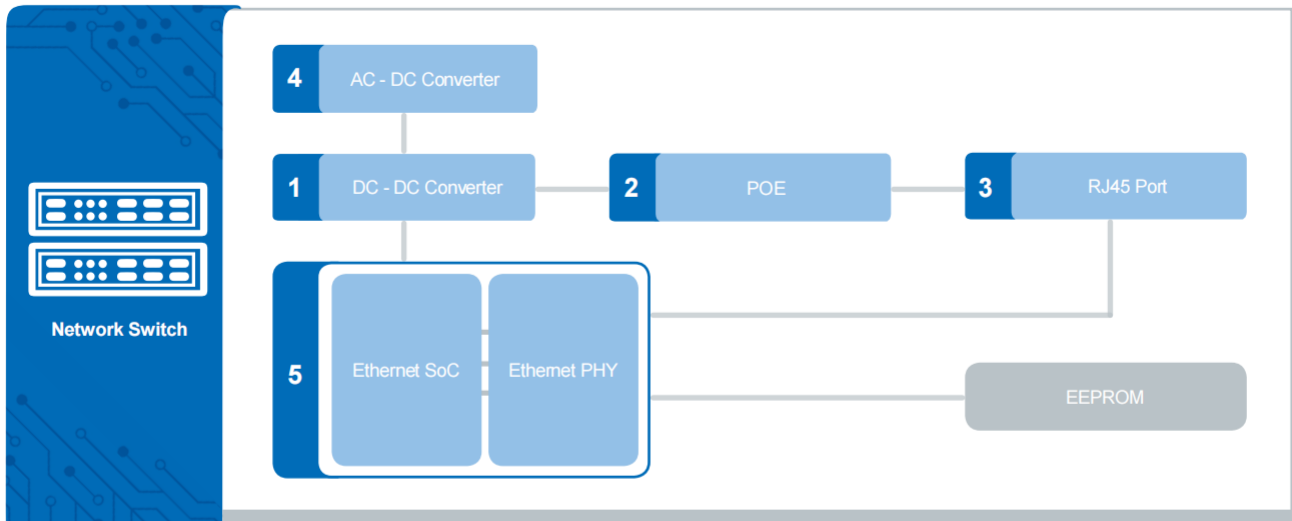 4
AC - DC Converter
1
DC - DC Converter
2
POE
3
RJ45 Port
Network Switch
5
Ethernet SoC
Ethernet PHY
EEPROM